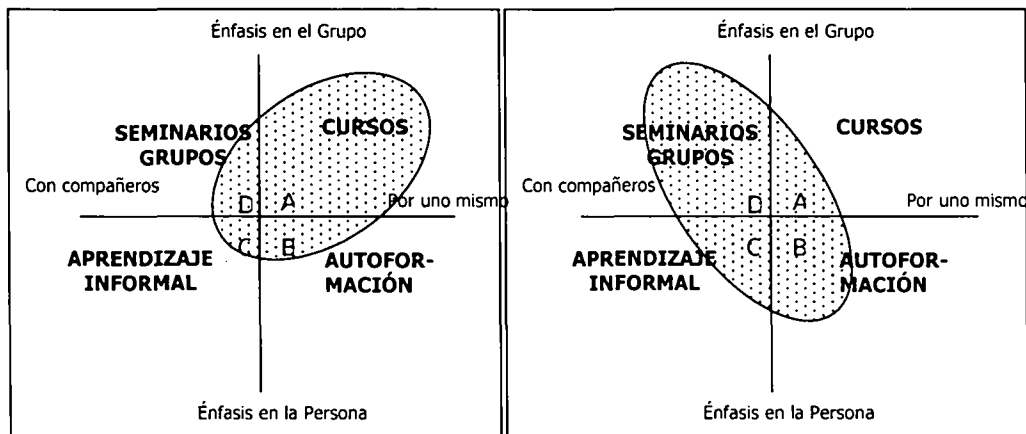 Énfasis en el Grupo
SEMINARIOS
GRUPOS
CURSOS
Con compañeros
D A
Por uno mismo
C B
APRENDIZAJE
INFORMAL
AUTOFOR-
MACIÓN
Énfasis en la Persona
Énfasis en el Grupo
SEMINARIOS
GRUPOS
CURSOS
Con compañeros
D A
Por uno mismo
C B
APRENDIZAJE
INFORMAL
AUTOFOR-
MACIÓN
Énfasis en la Persona